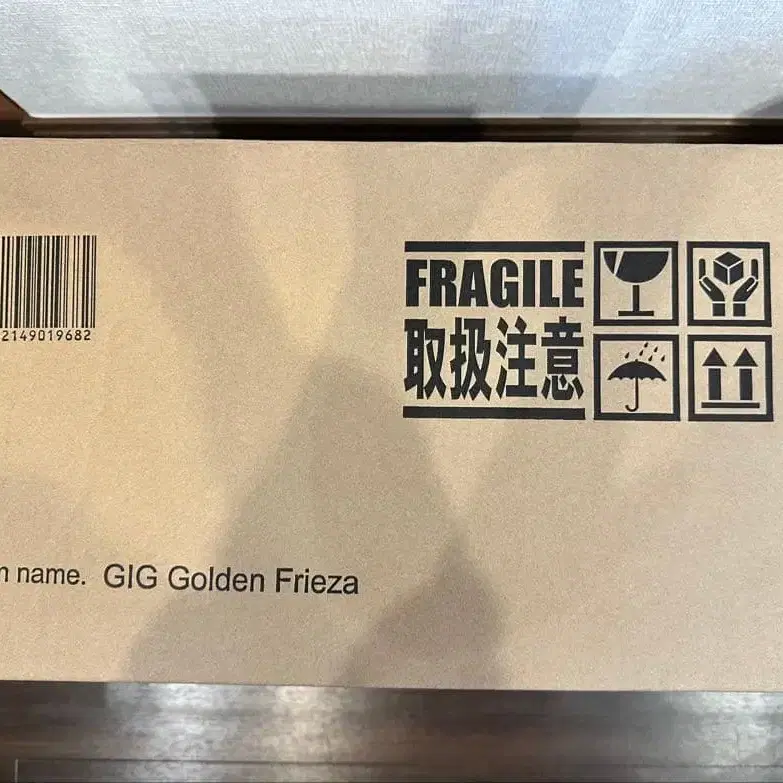 2149019682
FRAGILE
取扱注意
name. GIG Golden Frieza